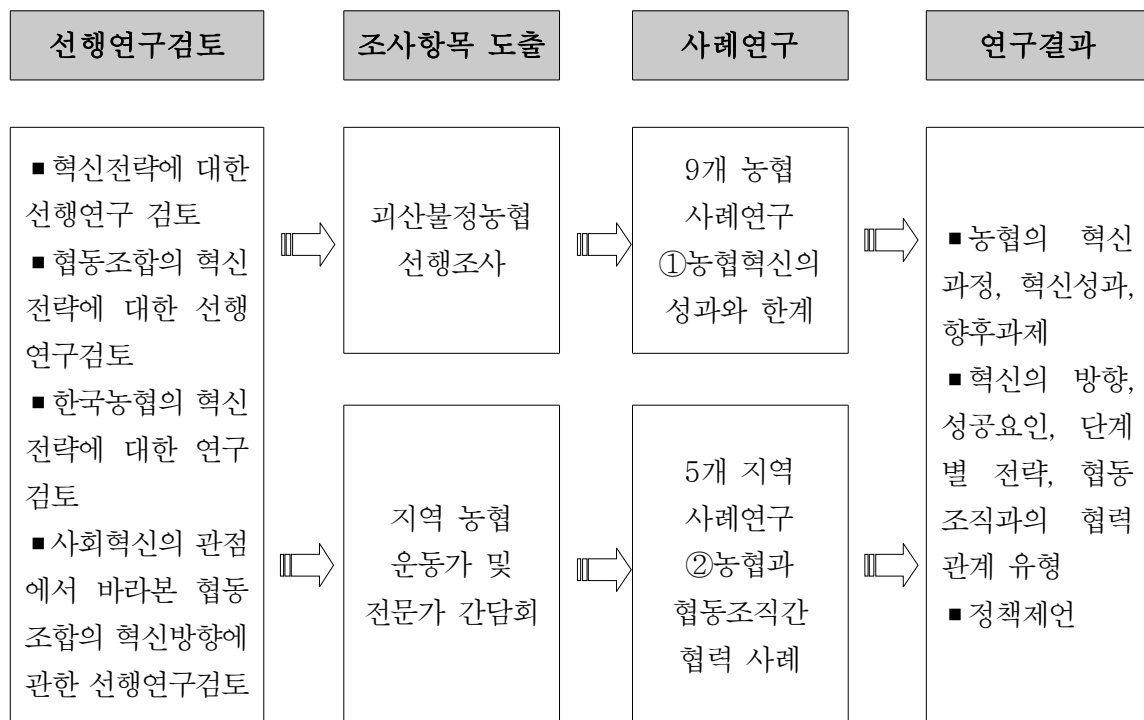 선행연구검토
조사항목 도출
사례연구
연구결과
■ 혁신전략에 대한
선행연구 검토
■ 협동조합의 혁신
전략에 대한 선행
연구검토
■ 한국농협의 혁신
전략에 대한 연구
검토
■ 사회혁신의 관점
에서 바라본 협동
조합의 혁신방향에
관한 선행연구검토
괴산불정농협
선행조사
지역 농협
운동가 및
전문가 간담회
9개 농협
사례연구
①농협혁신의
성과와 한계
5개 지역
사례연구
②농협과
협동조직간
협력 사례
■ 농협의 혁신
과정, 혁신성과,
향후과제
■ 혁신의 방향,
성공요인, 단계
별 전략, 협동
조직과의 협력
관계 유형
■ 정책제언